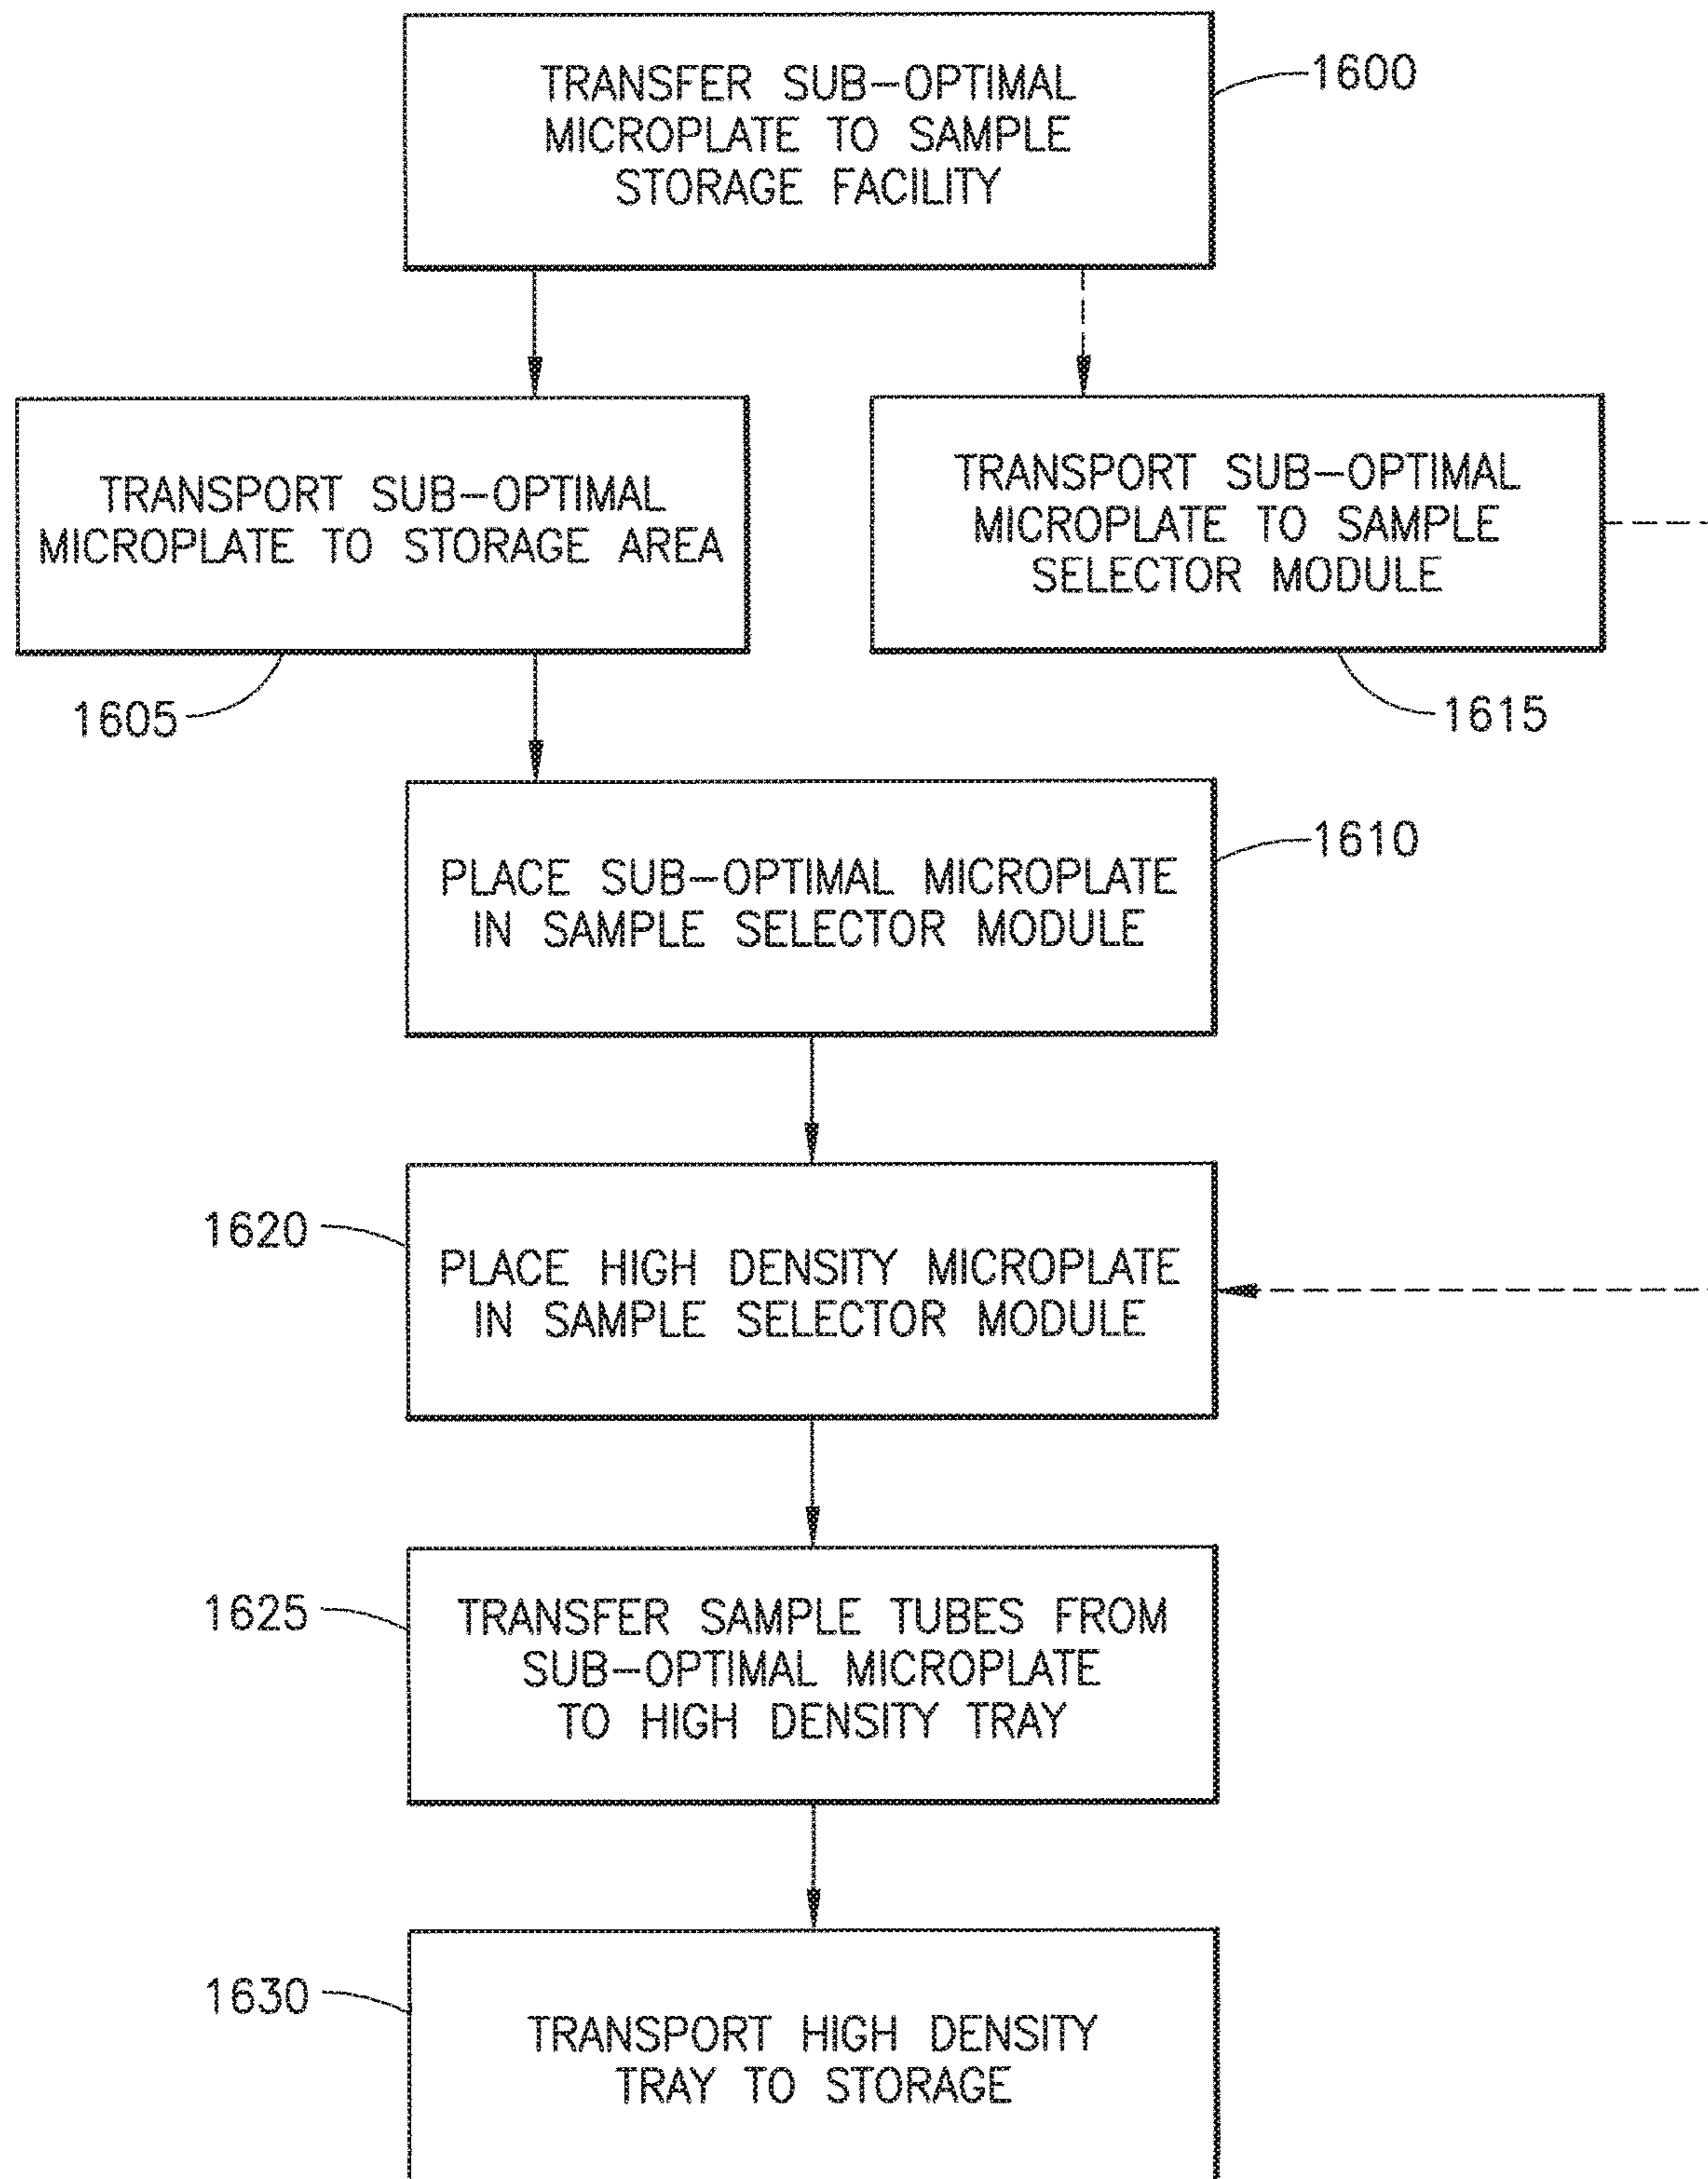 TRANSFER SUB-OPTIMAL
MICROPLATE TO SAMPLE
STORAGE FACILITY
1600
TRANSPORT SUB-OPTIMAL
MICROPLATE TO STORAGE AREA
1605
TRANSPORT SUB-OPTIMAL
MICROPLATE TO SAMPLE
SELECTOR MODULE
1615
PLACE SUB-OPTIMAL MICROPLATE
IN SAMPLE SELECTOR MODULE
1610
1620
PLACE HIGH DENSITY MICROPLATE
IN SAMPLE SELECTOR MODULE
1625
TRANSFER SAMPLE TUBES FROM
SUB-OPTIMAL MICROPLATE
TO HIGH DENSITY TRAY
1630
TRANSPORT HIGH DENSITY
TRAY TO STORAGE